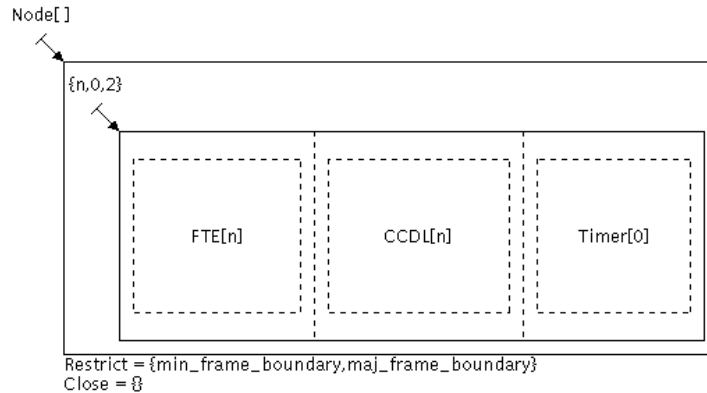 Node[]
{n,0,2}
FTE[n] CCDL[n] Timer[0]
Restrict = {min_frame_boundary,maj_frame_boundary}
Close = {}